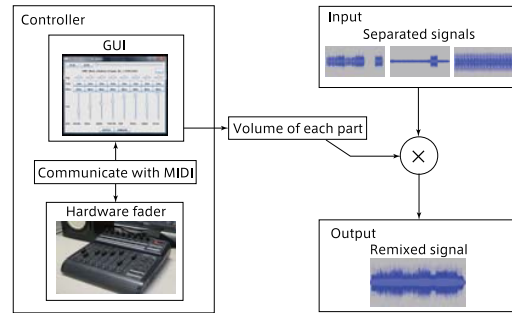 Controller
GUI
Communicate with MIDI
Hardware fader
Volume of each part
Input
Separated signals
Output
Remixed signal